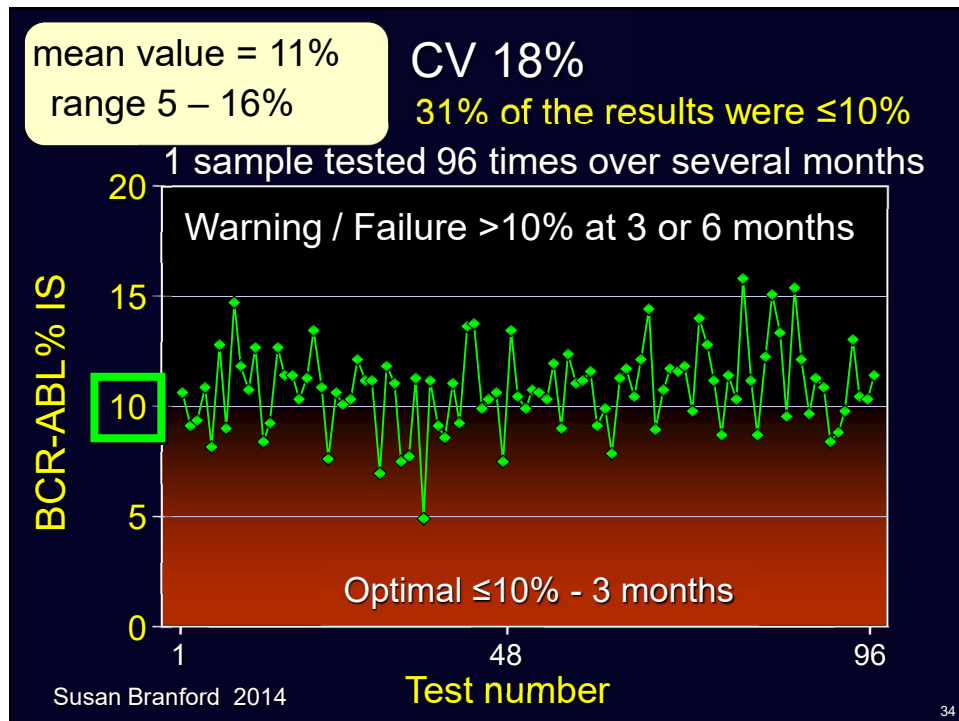 mean value = 11%
range 5 – 16%
CV 18%
31% of the results were ≤10%
1 sample tested 96 times over several months
20
Warning / Failure >10% at 3 or 6 months
15
BCR-ABL% IS
10
5
Optimal ≤10% - 3 months
0
1
48
96
Test number
Susan Branford 2014
34